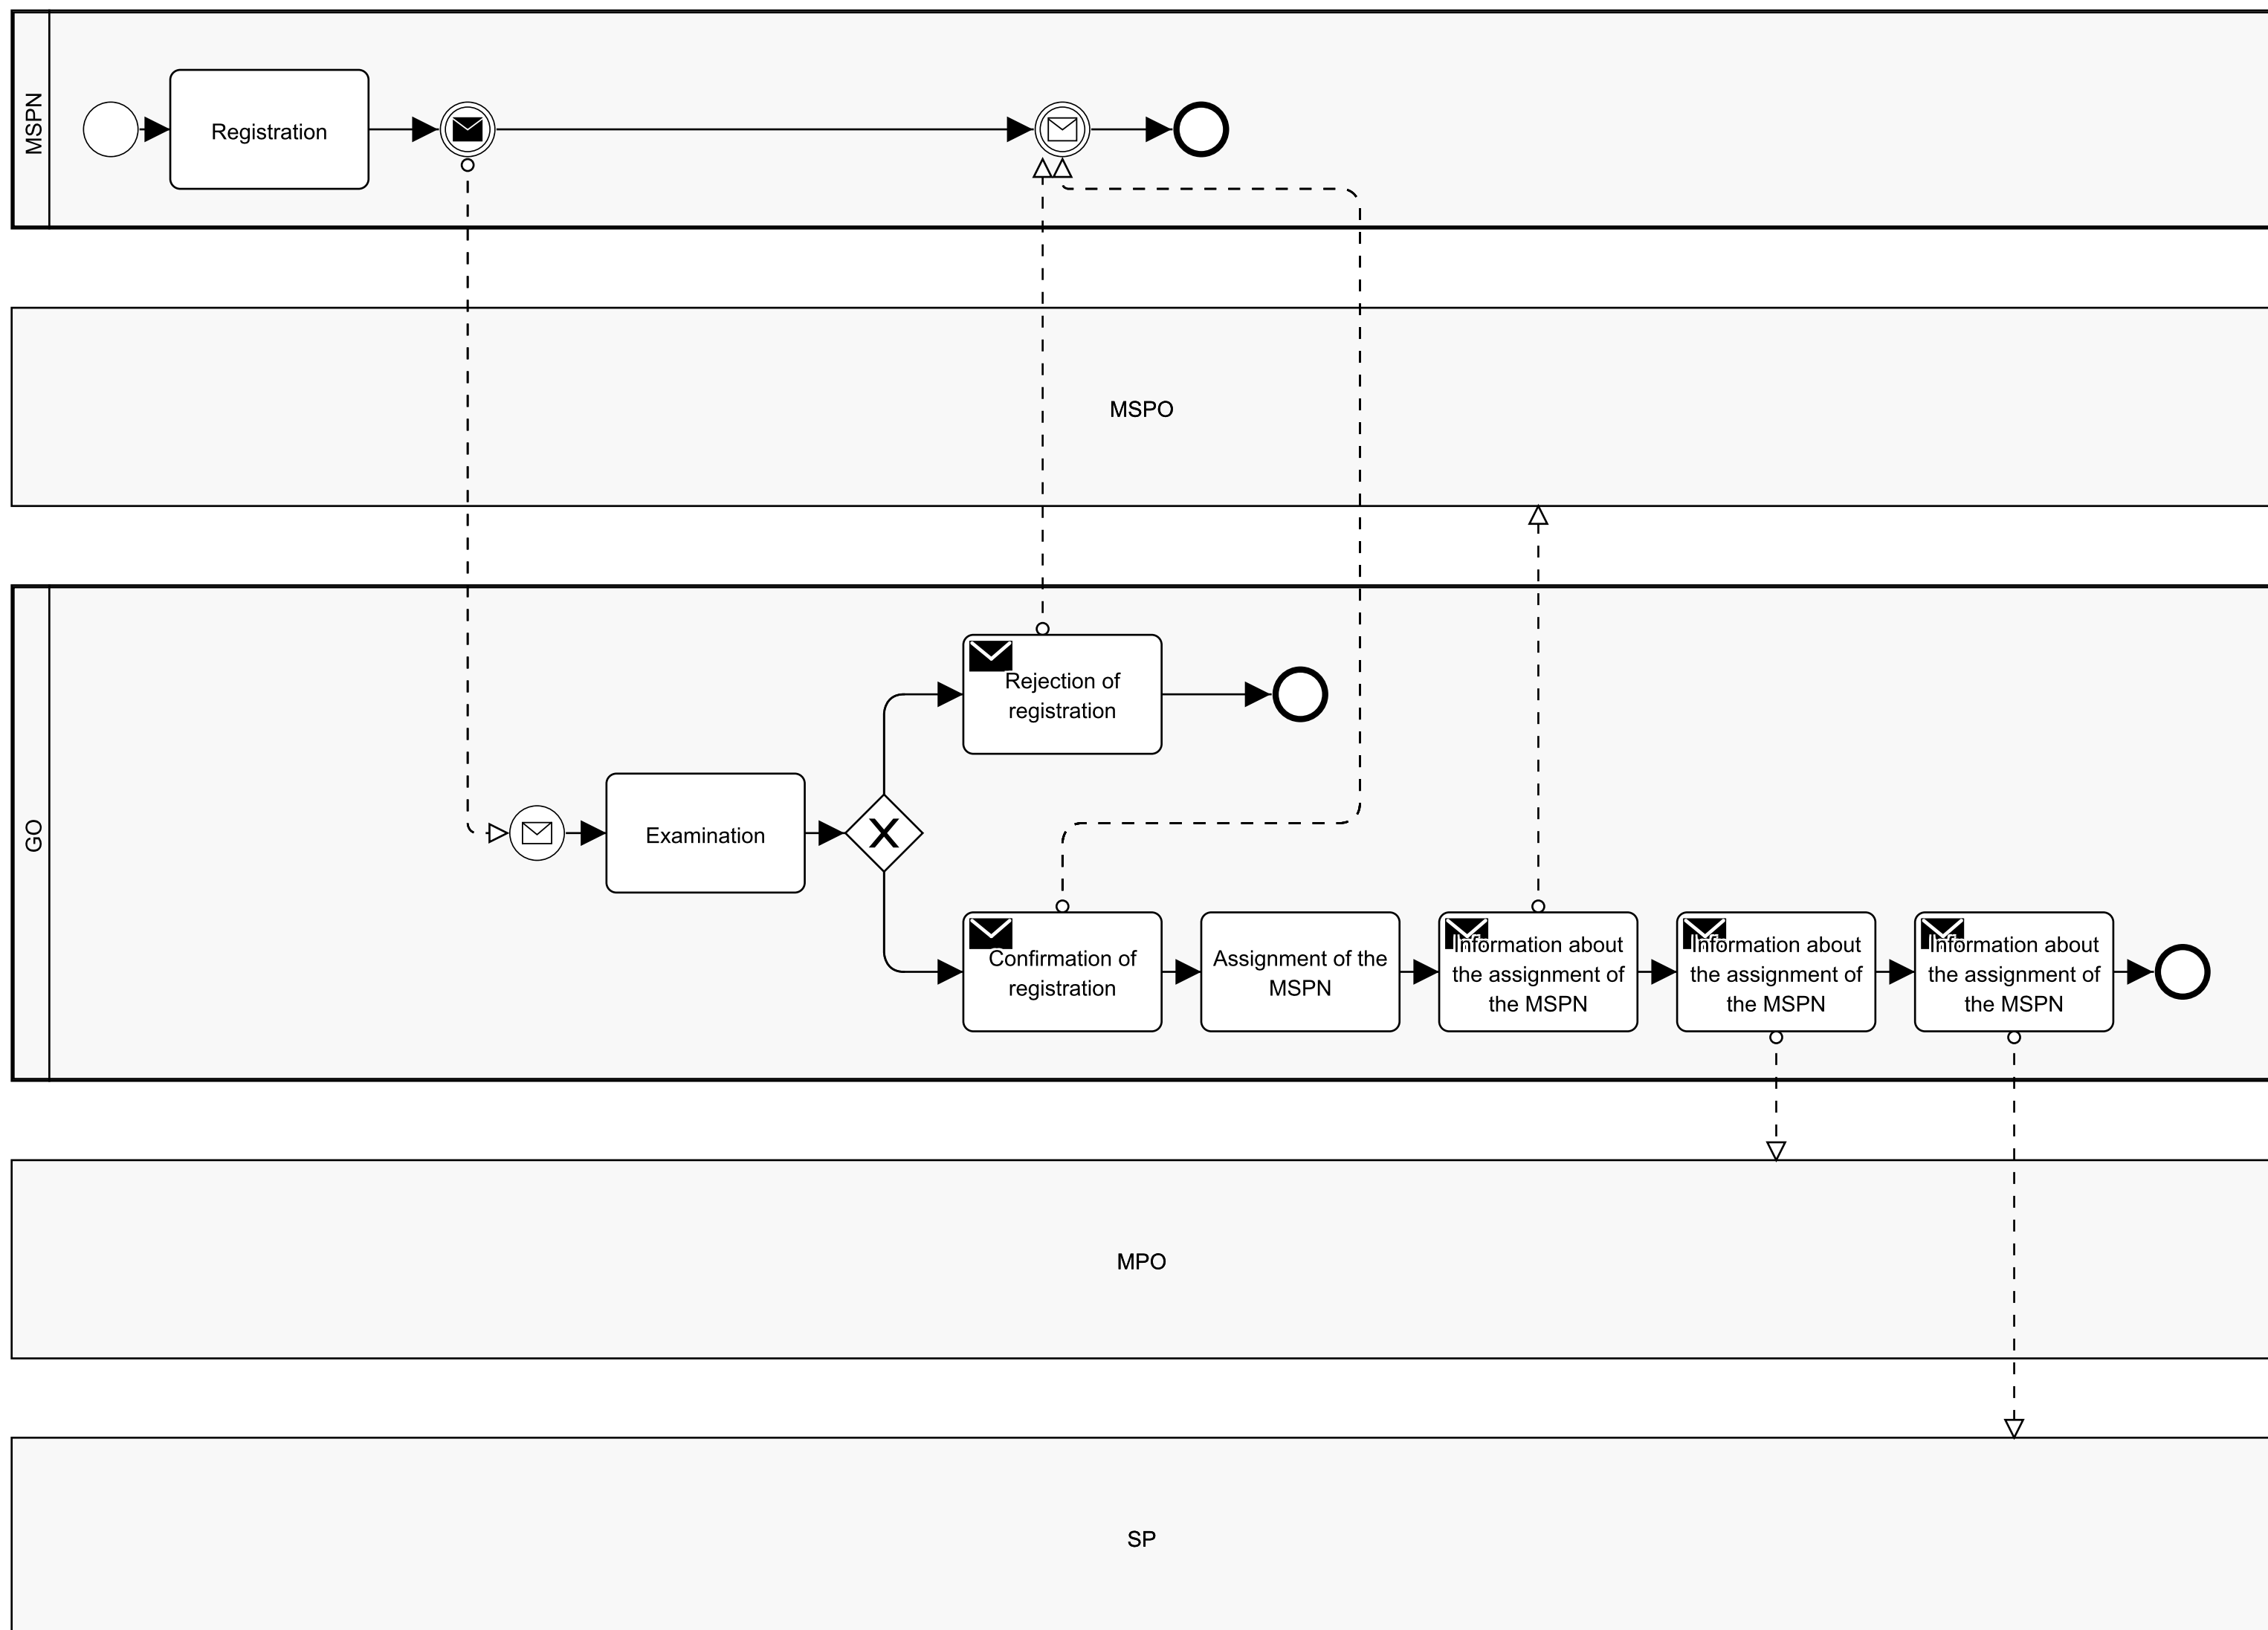 MSPN
Registration
MSPO
GO
Rejection of
registration
Examination
Confirmation of
registration
Assignment of the
MSPN
Information about
the assignment of
the MSPN
Information about
the assignment of
the MSPN
Information about
the assignment of
the MSPN
MPO
SP